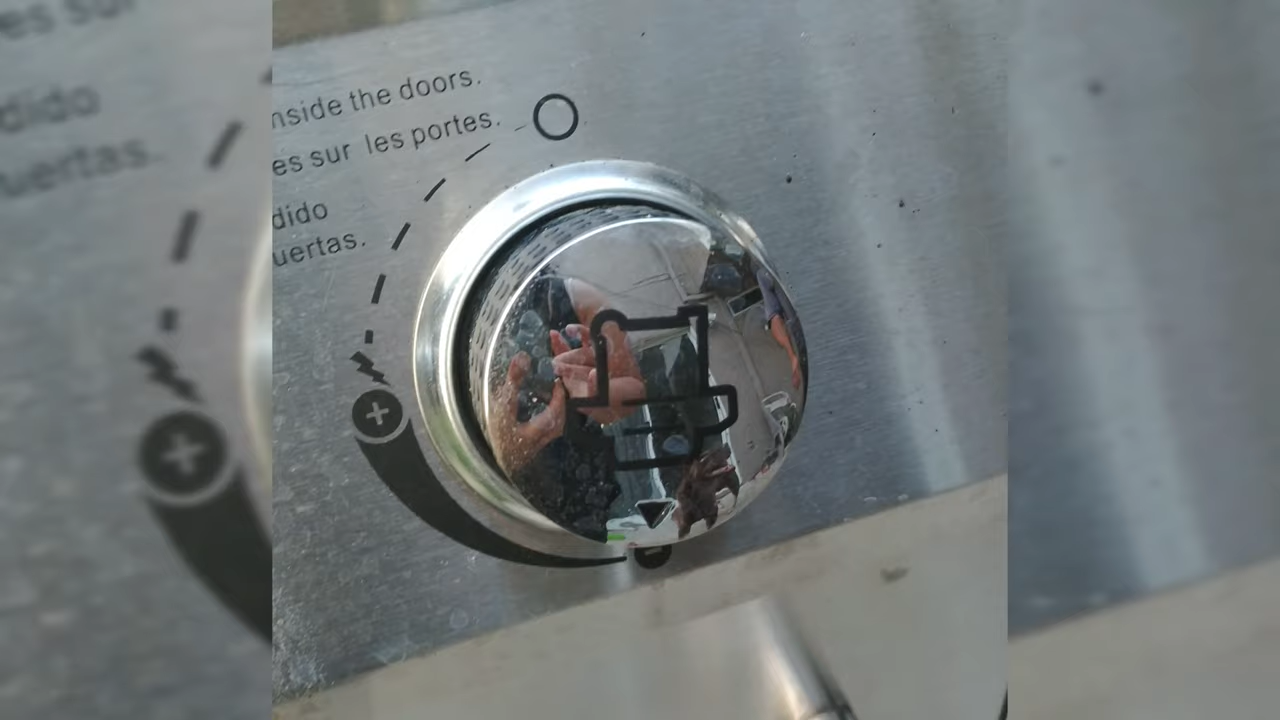 nside the doors.
es sur les portes.
dido
uertas.